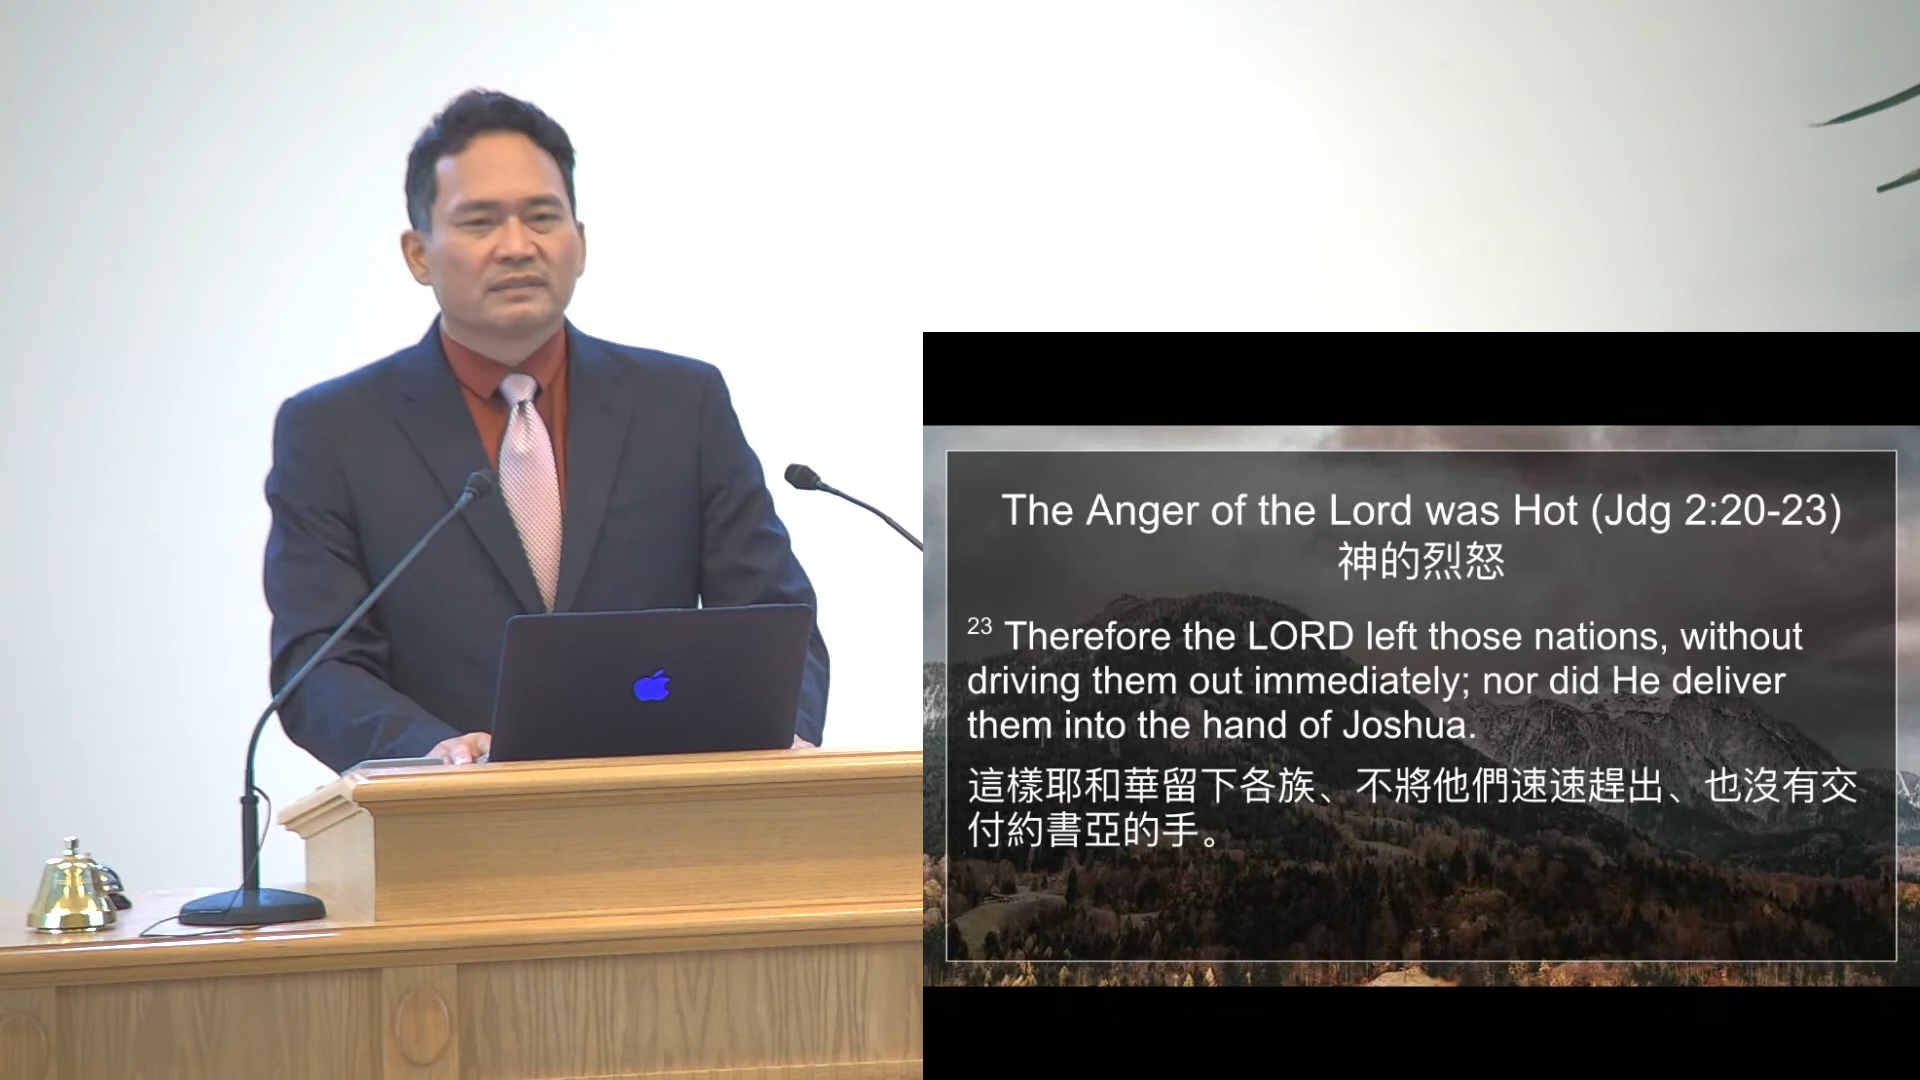 The Anger of the Lord was Hot (Jdg 2:20-23)
神的烈怒
23 Therefore the LORD left those nations, without
driving them out immediately; nor did He deliver
them into the hand of Joshua.
這樣耶和華留下各族、不將他們速速趕出、也沒有交
付約書亞的手。